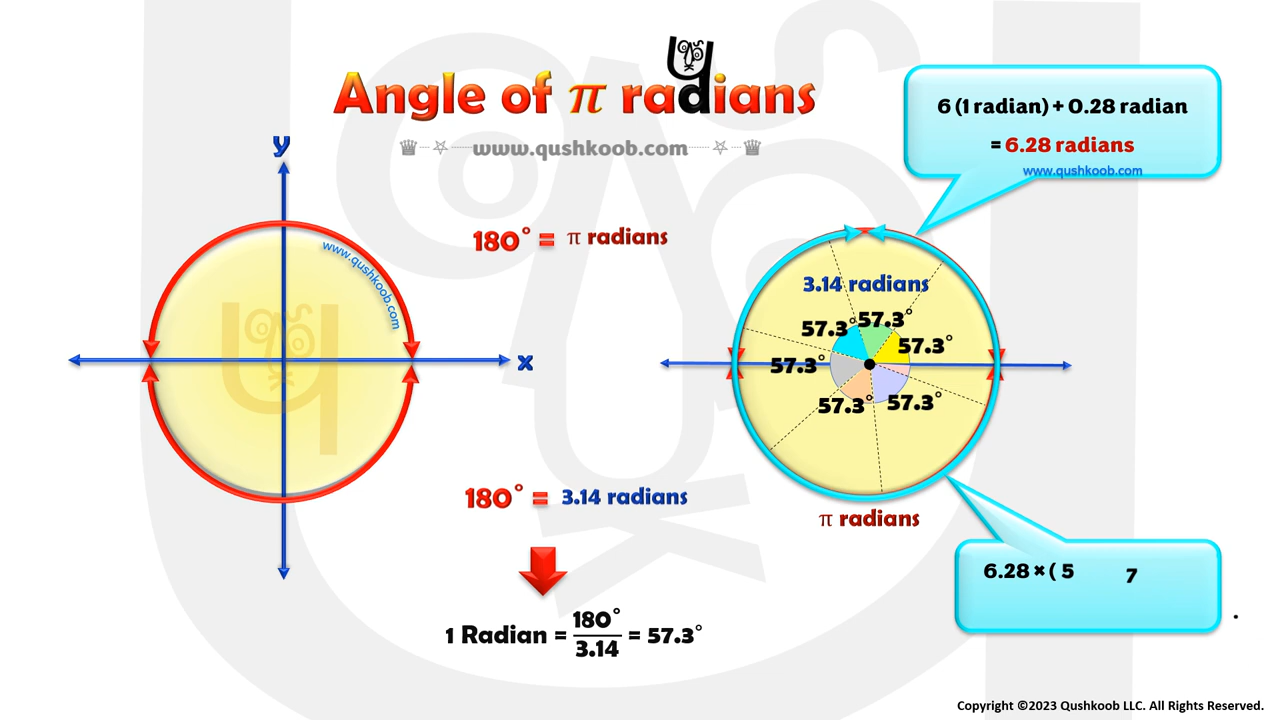 Angle of π radians
www.qushkoob.com
6 (1 radian) + 0.28 radian
= 6.28 radians
www.qushkoob.com
y
x
www.qushkoob.com
180° = π radians
3.14 radians
57.3°
57.3°
57.3°
57.3°
57.3°
57.3°
π radians
180° = 3.14 radians
1 Radian = 180° / 3.14 = 57.3°
6.28 × ( 5 7
.
Copyright ©2023 Qushkoob LLC. All Rights Reserved.